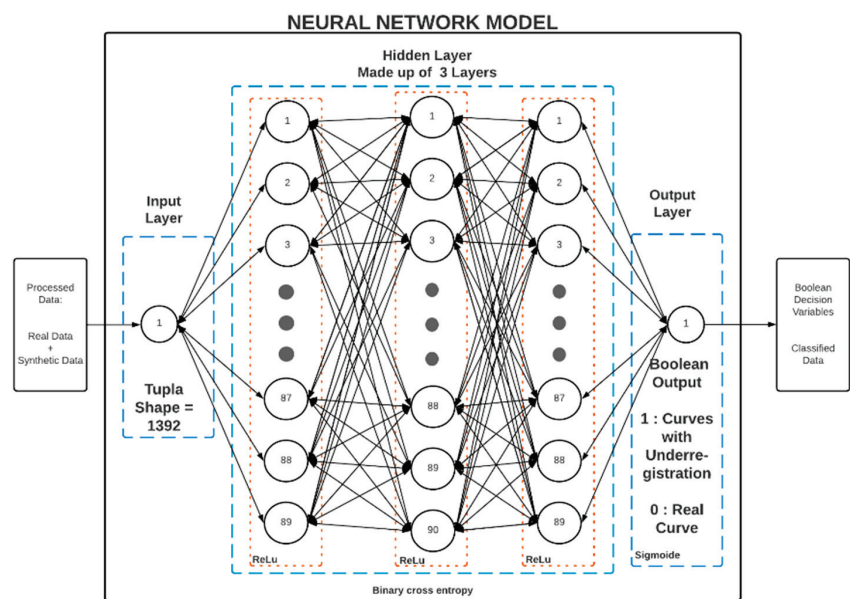 NEURAL NETWORK MODEL
Hidden Layer
Made up of 3 Layers
Input
Layer
Output
Layer
Processed
Data:
Real Data
+
Synthetic Data
1
Tupla
Shape =
1392
1
2
3
87
88
89
ReLu
1
2
3
88
89
90
ReLu
1
2
3
87
88
89
ReLu
1
Boolean
Output
1 : Curves
with
Underre-
gistration
0 : Real
Curve
Sigmoide
Boolean
Decision
Variables
Classified
Data
Binary cross entropy